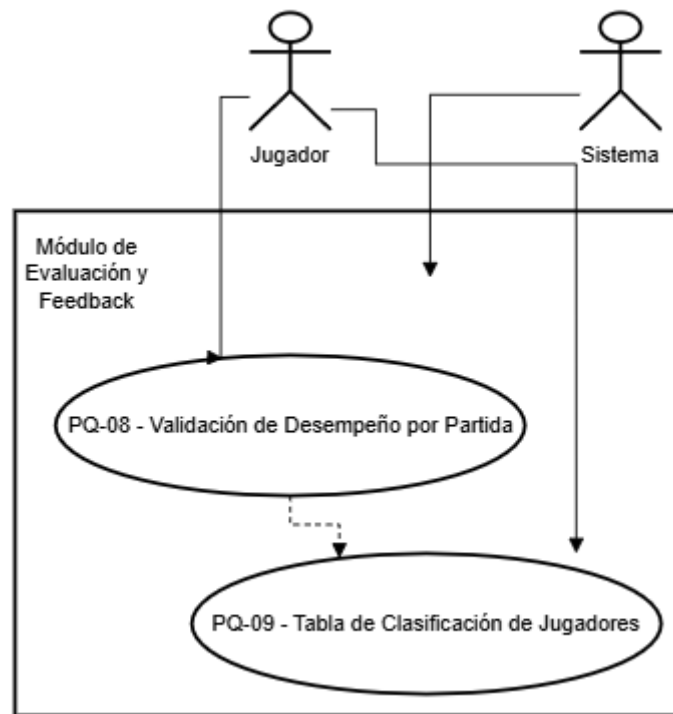 Jugador
Sistema
Módulo de
Evaluación y
Feedback
PQ-08 - Validación de Desempeño por Partida
PQ-09 - Tabla de Clasificación de Jugadores